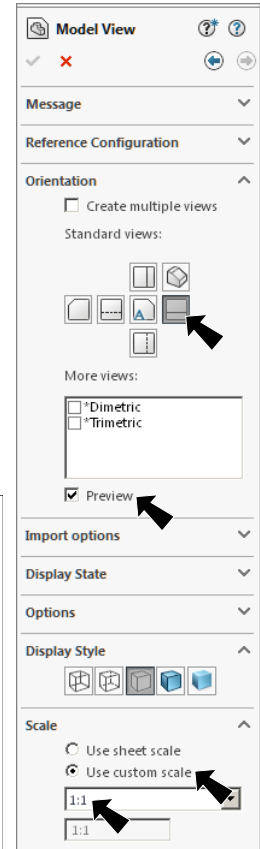 Model View
Message
Reference Configuration
Orientation
Create multiple views
Standard views:
A
More views:
*Dimetric
*Trimetric
Preview
Import options
Display State
Options
Display Style
Scale
Use sheet scale
Use custom scale
1:1
1:1